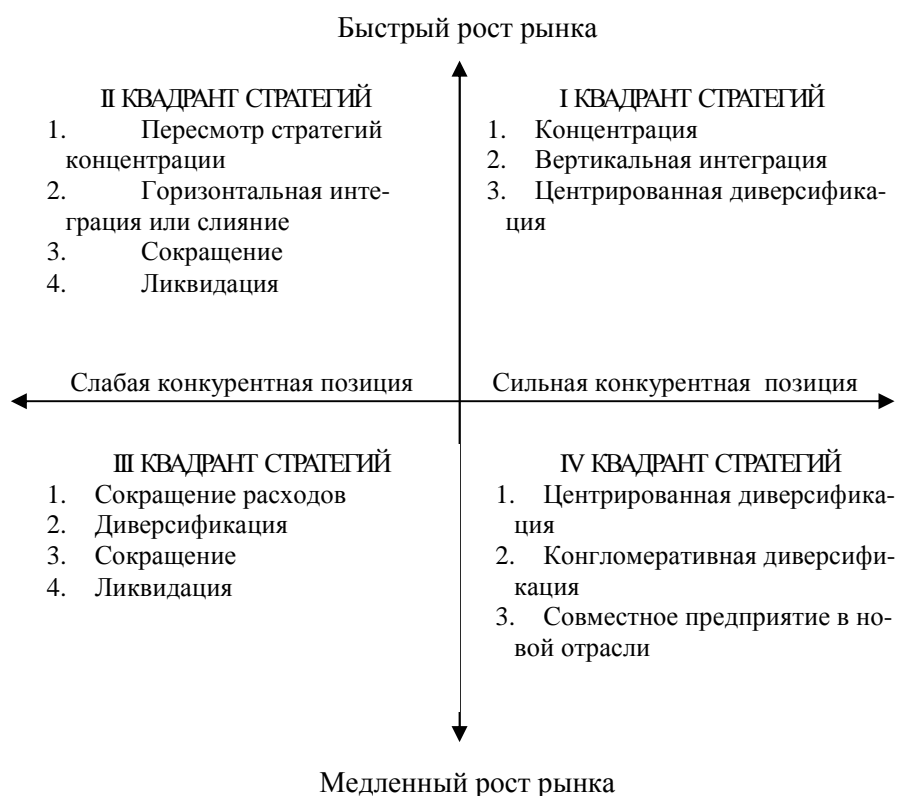 Быстрый рост рынка
II КВАДРАНТ СТРАТЕГИЙ
1. Пересмотр стратегий
концентрации
2. Горизонтальная инте-
грация или слияние
3. Сокращение
4. Ликвидация
I КВАДРАНТ СТРАТЕГИЙ
1. Концентрация
2. Вертикальная интеграция
3. Центрированная диверсифика-
ция
Слабая конкурентная позиция
Сильная конкурентная позиция
III КВАДРАНТ СТРАТЕГИЙ
1. Сокращение расходов
2. Диверсификация
3. Сокращение
4. Ликвидация
IV КВАДРАНТ СТРАТЕГИЙ
1. Центрированная диверсифика-
ция
2. Конгломеративная диверсифи-
кация
3. Совместное предприятие в но-
вой отрасли
Медленный рост рынка